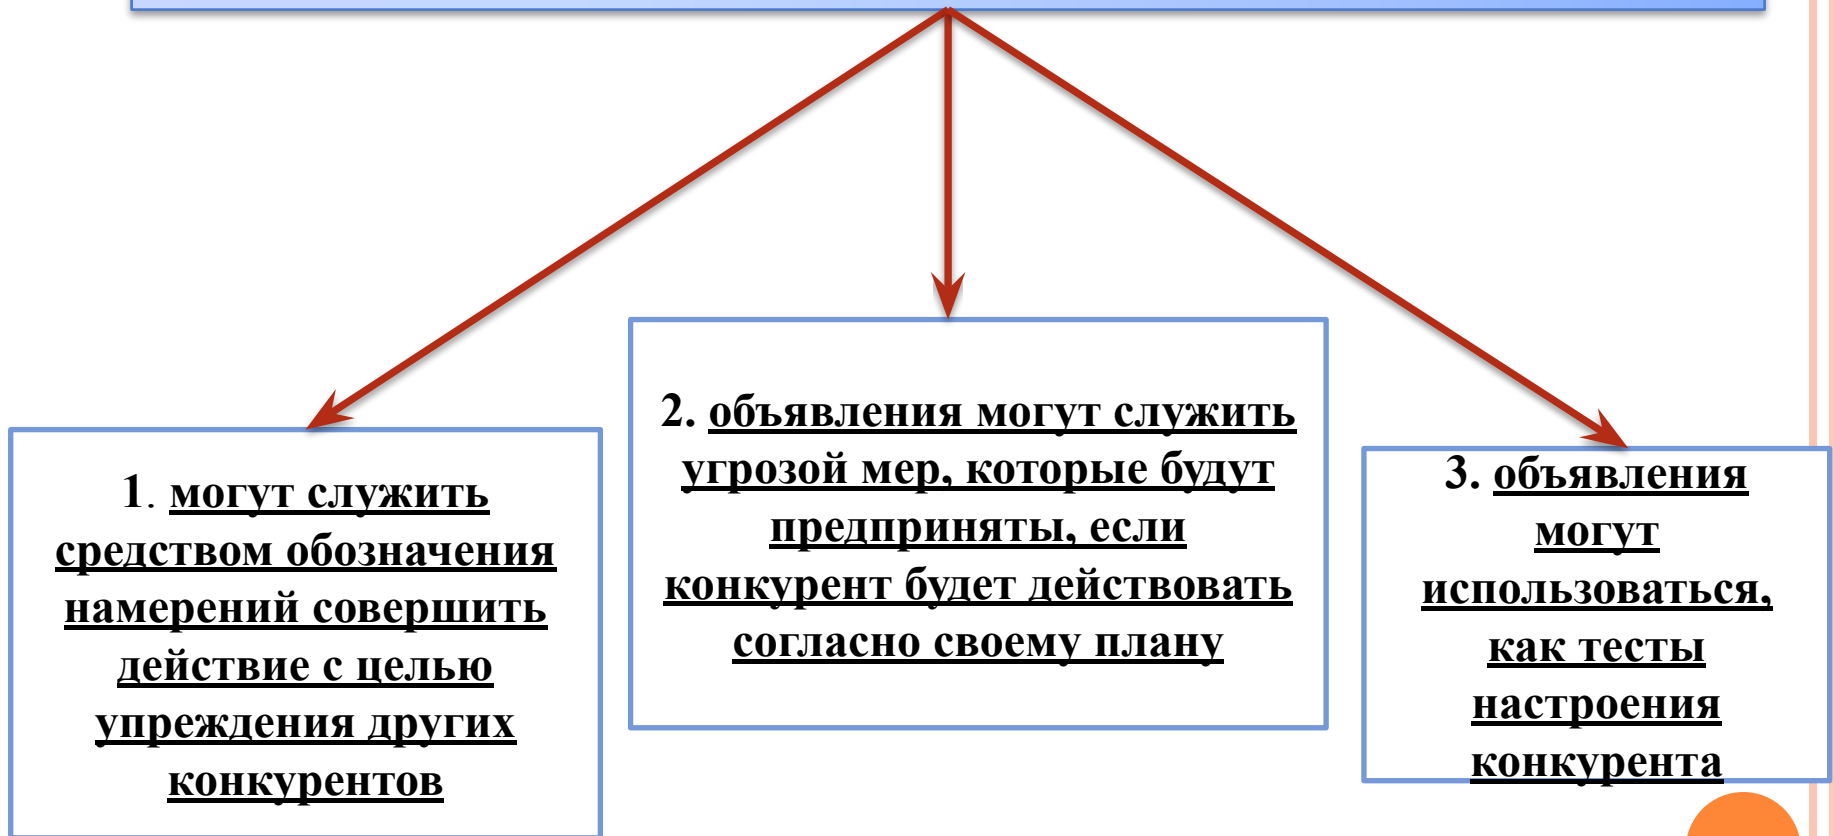 1. могут служить
средством обозначения
намерений совершить
действие с целью
упреждения других
конкурентов
2. объявления могут служить
угрозой мер, которые будут
предприняты, если
конкурент будет действовать
согласно своему плану
3. объявления
могут
использоваться,
как тесты
настроения
конкурента